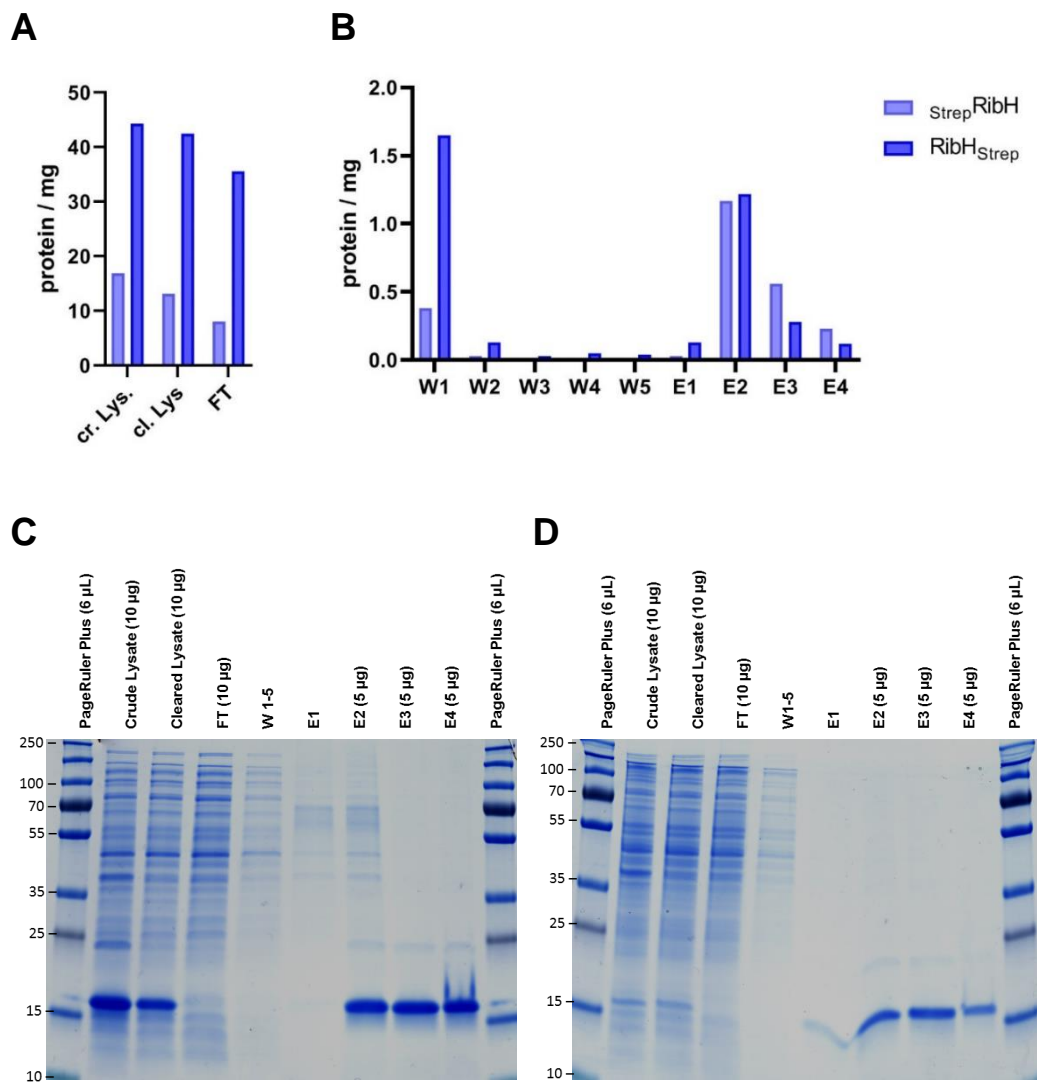 A
B
50
40
30
20
10
0
protein / mg
cr. Lys.
cl. Lys
FT
2.0
1.5
1.0
0.5
0.0
protein / mg
W1 W2 W3 W4 W5 E1 E2 E3 E4
StrepRibH
RibHStrep
C
PageRuler Plus (6 µL)
Crude Lysate (10 µg)
Cleared Lysate (10 µg)
FT (10 µg)
W 1-5
E1
E2 (5 µg)
E3 (5 µg)
E4 (5 µg)
PageRuler Plus (6 µL)
250
100
70
55
35
25
15
10
D
PageRuler Plus (6 µL)
Crude Lysate (10 µg)
Cleared Lysate (10 µg)
FT (10 µg)
W1-5
E1
E2 (5 µg)
E3 (5 µg)
E4 (5 µg)
PageRuler Plus (6 µL)
250
100
70
55
35
25
15
10